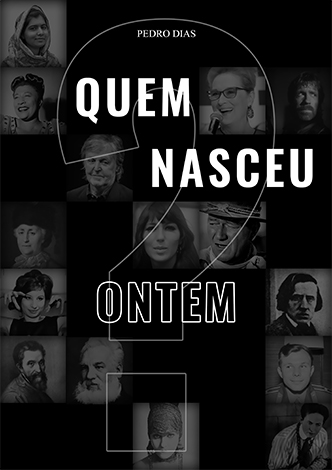 PEDRO DIAS
QUEM
NASCEU
ONTEM
?